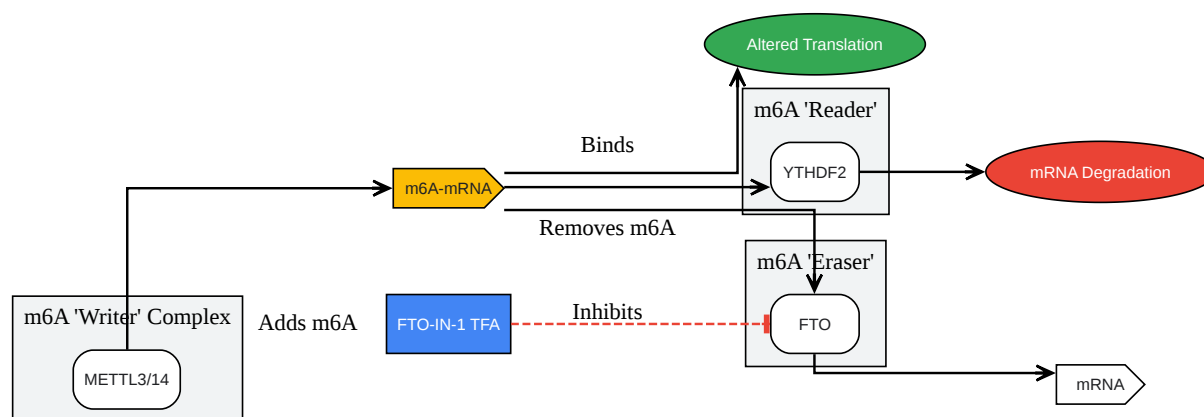 Altered Translation
m6A 'Reader'
Binds
YTHDF2
mRNA Degradation
m6A-mRNA
Removes m6A
m6A 'Eraser'
m6A 'Writer' Complex
Adds m6A
FTO-IN-1 TFA
Inhibits
FTO
METTL3/14
mRNA